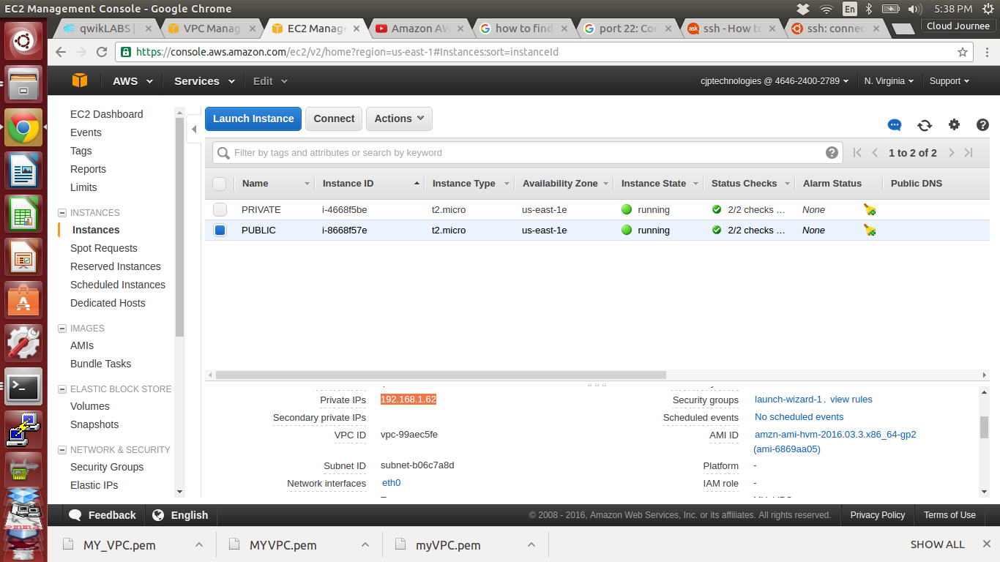 EC2 Management Console - Google Chrome
En
5:38 PM
qwikLABS |
VPC Manag
EC2 Manag
Amazon AW
how to find
port 22: Con
ssh - How to
ssh: connec
Cloud Journee
https://console.aws.amazon.com/ec2/v2/home?region=us-east-1#Instances:sort=instanceId
AWS
Services
Edit
cjptechnologies @ 4646-2400-2789
N. Virginia
Support
EC2 Dashboard
Events
Tags
Reports
Limits
INSTANCES
Instances
Spot Requests
Reserved Instances
Scheduled Instances
Dedicated Hosts
IMAGES
AMIs
Bundle Tasks
ELASTIC BLOCK STORE
Volumes
Snapshots
NETWORK & SECURITY
Security Groups
Elastic IPs
Launch Instance
Connect
Actions
Filter by tags and attributes or search by keyword
1 to 2 of 2
Name Instance ID Instance Type Availability Zone Instance State Status Checks Alarm Status Public DNS
PRIVATE i-4668f5be t2.micro us-east-1e running 2/2 checks ... None
PUBLIC i-8668f57e t2.micro us-east-1e running 2/2 checks ... None
Private IPs 192.168.1.62
Secondary private IPs
VPC ID vpc-99aec5fe
Subnet ID subnet-b06c7a8d
Network interfaces eth0
Security groups launch-wizard-1. view rules
Scheduled events No scheduled events
AMI ID amzn-ami-hvm-2016.03.3.x86_64-gp2
(ami-6869aa05)
Platform -
IAM role -
Feedback
English
© 2008 - 2016, Amazon Web Services, Inc. or its affiliates. All rights reserved.
Privacy Policy
Terms of Use
MY_VPC.pem
MYVPC.pem
myVPC.pem
SHOW ALL